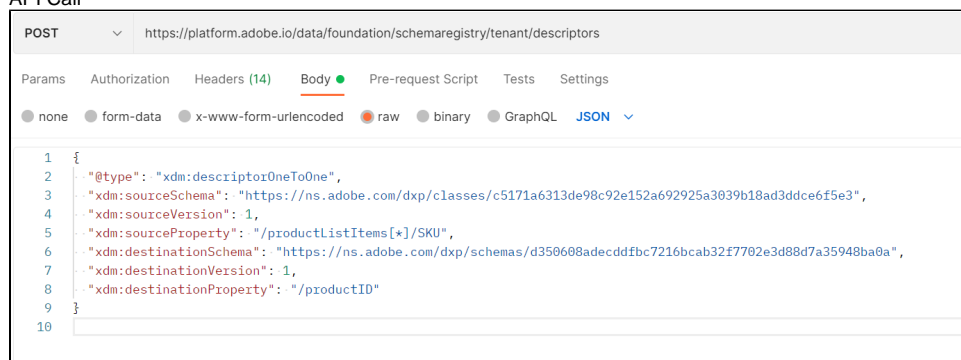 API Call
POST https://platform.adobe.io/data/foundation/schemaregistry/tenant/descriptors
Params Authorization Headers (14) Body Pre-request Script Tests Settings
none form-data x-www-form-urlencoded raw binary GraphQL JSON
1 {
2 "@type": "xdm:descriptorOneToOne",
3 "xdm:sourceSchema": "https://ns.adobe.com/dxp/classes/c5171a6313de98c92e152a692925a3039b18ad3ddce6f5e3",
4 "xdm:sourceVersion": 1,
5 "xdm:sourceProperty": "/productListItems[*]/SKU",
6 "xdm:destinationSchema": "https://ns.adobe.com/dxp/schemas/d350608adecddfbc7216bcab32f7702e3d88d7a35948ba0a",
7 "xdm:destinationVersion": 1,
8 "xdm:destinationProperty": "/productID"
9 }
10